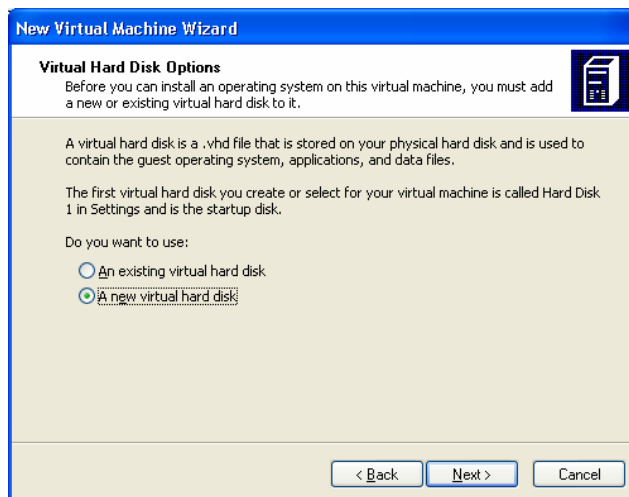 New Virtual Machine Wizard
Virtual Hard Disk Options
Before you can install an operating system on this virtual machine, you must add
a new or existing virtual hard disk to it.
A virtual hard disk is a .vhd file that is stored on your physical hard disk and is used to
contain the guest operating system, applications, and data files.
The first virtual hard disk you create or select for your virtual machine is called Hard Disk
1 in Settings and is the startup disk.
Do you want to use:
An existing virtual hard disk
A new virtual hard disk
< Back
Next >
Cancel